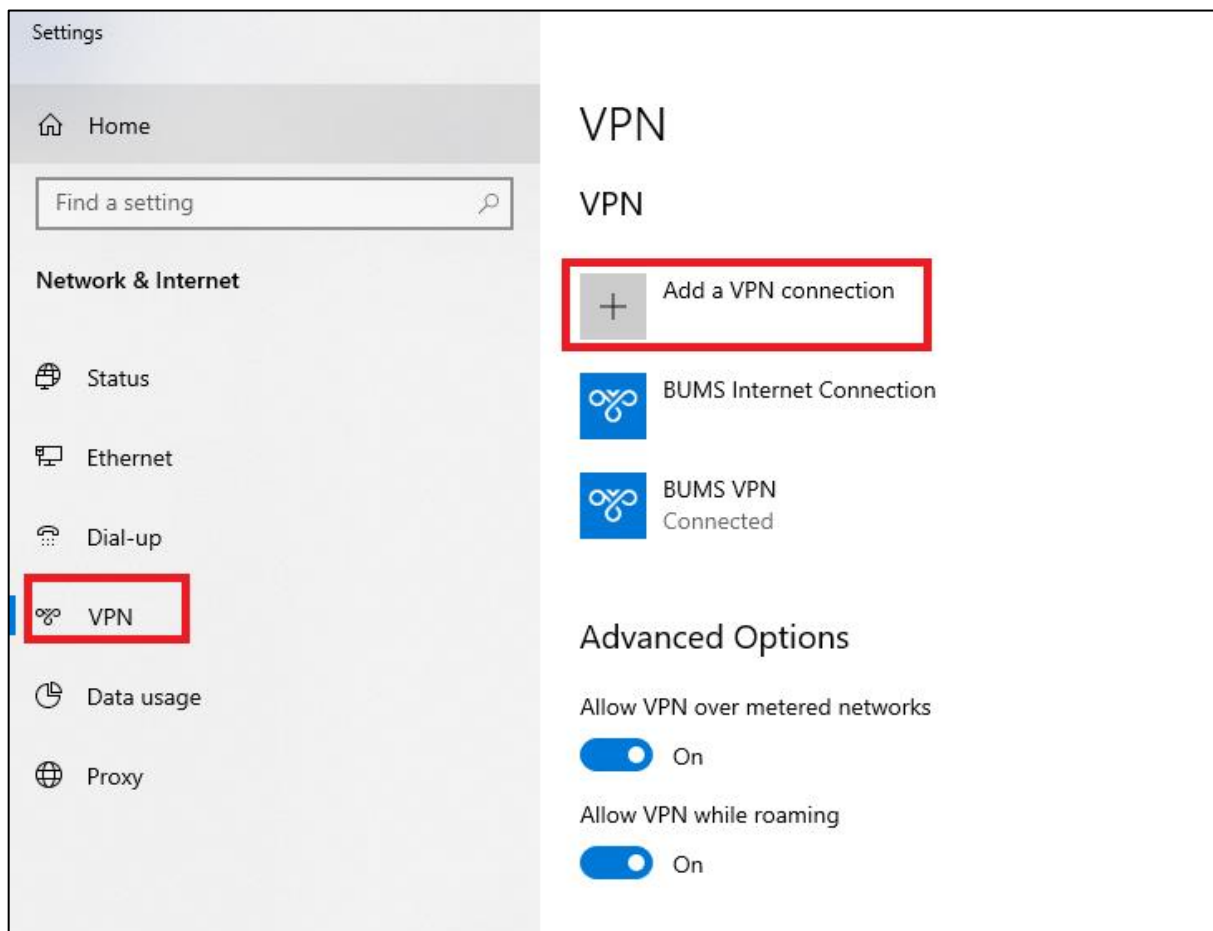 Settings
Home
Find a setting
Network & Internet
Status
Ethernet
Dial-up
VPN
Data usage
Proxy
VPN
VPN
Add a VPN connection
BUMS Internet Connection
BUMS VPN
Connected
Advanced Options
Allow VPN over metered networks
On
Allow VPN while roaming
On